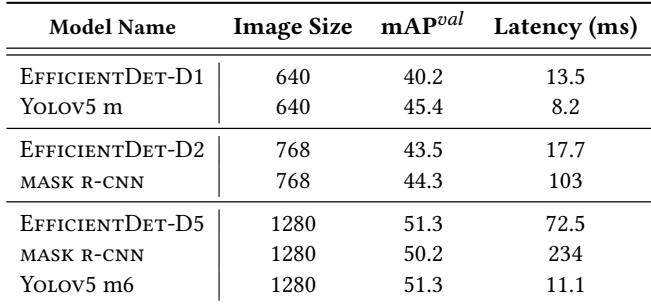 Model Name Image Size mAP^val Latency (ms)
EfficientDet-D1 640 40.2 13.5
Yolov5 m 640 45.4 8.2
EfficientDet-D2 768 43.5 17.7
mask r-cnn 768 44.3 103
EfficientDet-D5 1280 51.3 72.5
mask r-cnn 1280 50.2 234
Yolov5 m6 1280 51.3 11.1